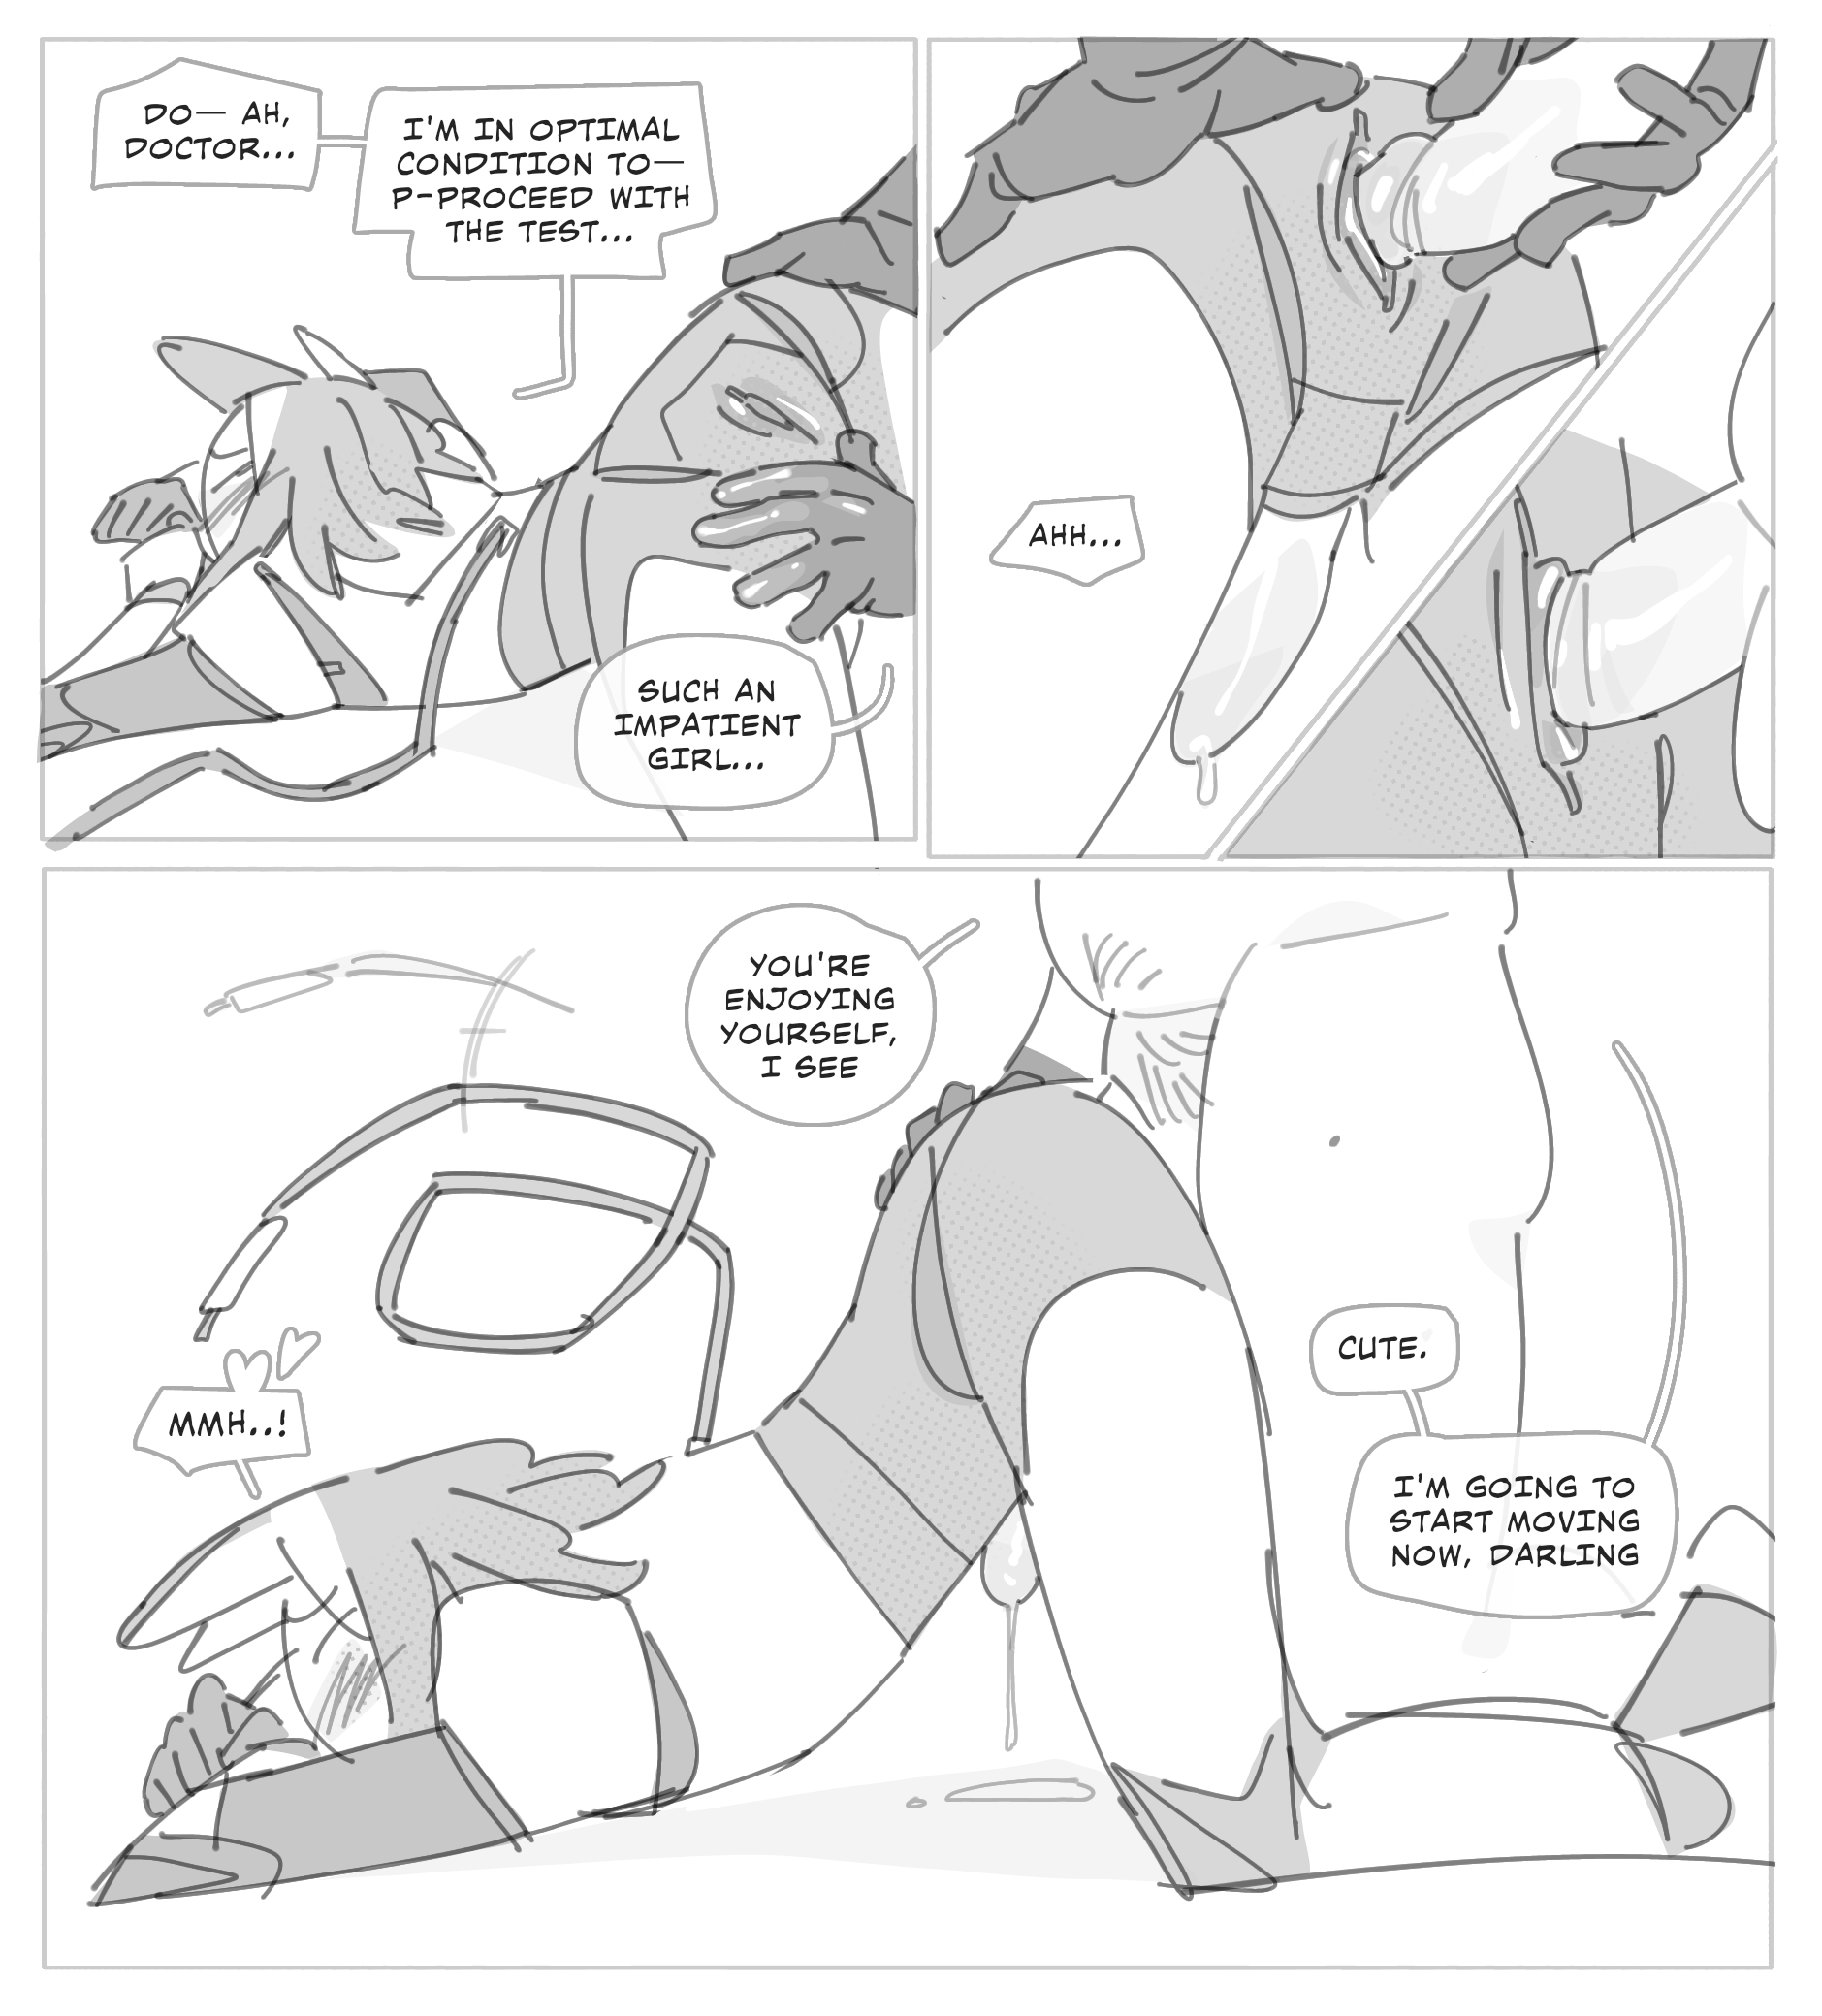 DO— AH,
DOCTOR...
I'M IN OPTIMAL
CONDITION TO—
P-PROCEED WITH
THE TEST...
SUCH AN
IMPATIENT
GIRL...
AHH...
YOU'RE
ENJOYING
YOURSELF,
I SEE
MMH..!
CUTE.
I'M GOING TO
START MOVING
NOW, DARLING